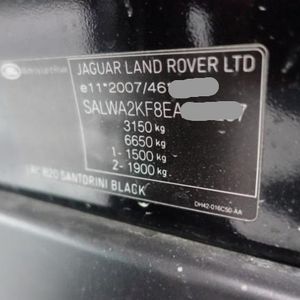 JAGUAR LAND ROVER LTD
e11*2007/46
SALWA2KF8EA 7
3150 kg
6650 kg
1- 1500 kg
2- 1900 kg
820 SANTORINI BLACK
DH42-016C50-AA